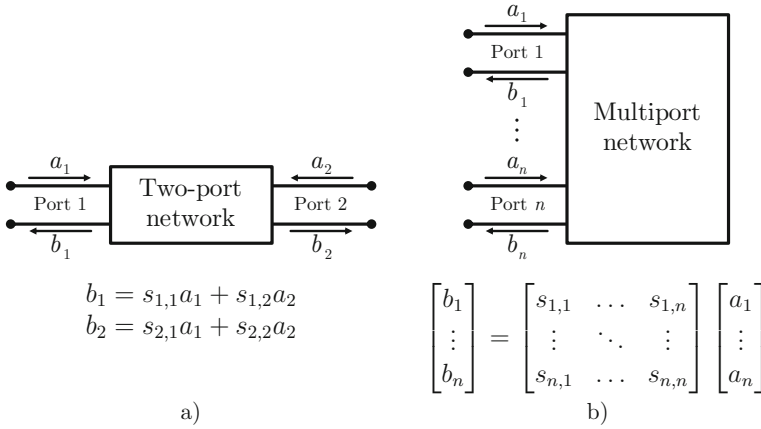 a₁
Port 1
b₁
Two-port
network
a₂
Port 2
b₂
b₁ = s₁,₁a₁ + s₁,₂a₂
b₂ = s₂,₁a₁ + s₂,₂a₂
a)
a₁
Port 1
b₁
⋮
aₙ
Port n
bₙ
Multiport
network
[b₁ ⋮ bₙ] = [s₁,₁ … s₁,ₙ ⋮ ⋱ ⋮ sₙ,₁ … sₙ,ₙ] [a₁ ⋮ aₙ]
b)